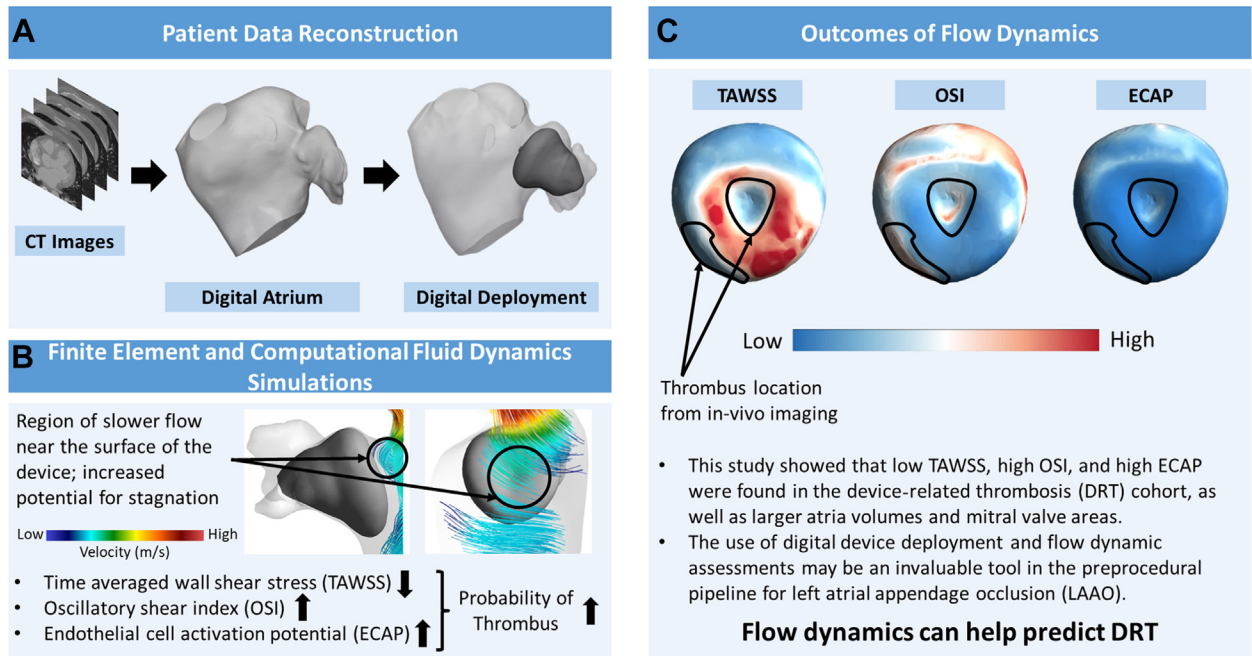 A
Patient Data Reconstruction
CT Images
Digital Atrium
Digital Deployment
B
Finite Element and Computational Fluid Dynamics
Simulations
Region of slower flow
near the surface of the
device; increased
potential for stagnation
Low
High
Velocity (m/s)
• Time averaged wall shear stress (TAWSS)
• Oscillatory shear index (OSI)
• Endothelial cell activation potential (ECAP)
Probability of
Thrombus
C
Outcomes of Flow Dynamics
TAWSS
OSI
ECAP
Low
High
Thrombus location
from in-vivo imaging
• This study showed that low TAWSS, high OSI, and high ECAP
were found in the device-related thrombosis (DRT) cohort, as
well as larger atria volumes and mitral valve areas.
• The use of digital device deployment and flow dynamic
assessments may be an invaluable tool in the preprocedural
pipeline for left atrial appendage occlusion (LAAO).
Flow dynamics can help predict DRT